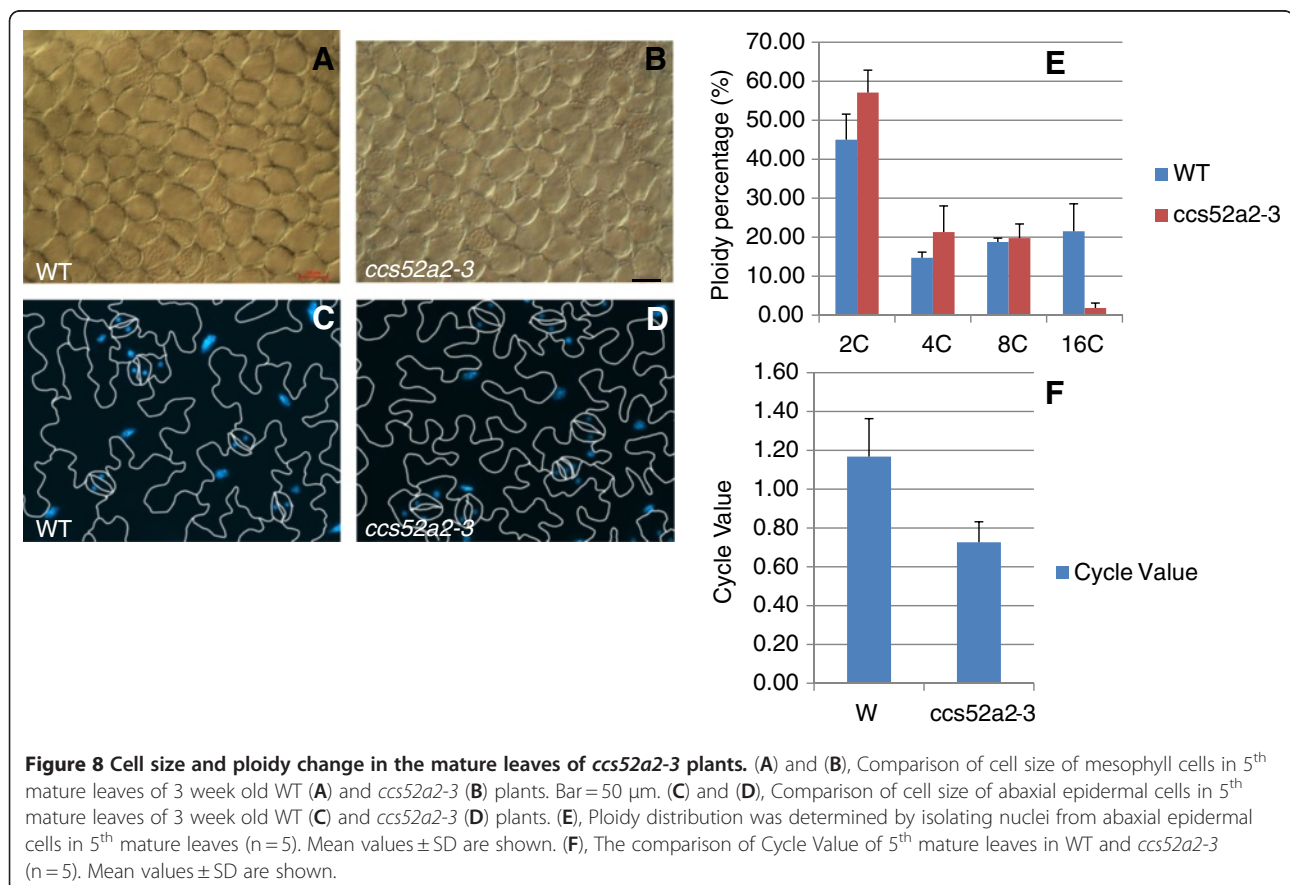 A
WT
B
ccs52a2-3
C
WT
D
ccs52a2-3
E
Ploidy percentage (%)
70.00
60.00
50.00
40.00
30.00
20.00
10.00
0.00
2C 4C 8C 16C
WT
ccs52a2-3
F
Cycle Value
1.60
1.40
1.20
1.00
0.80
0.60
0.40
0.20
0.00
W ccs52a2-3
Cycle Value
Figure 8 Cell size and ploidy change in the mature leaves of ccs52a2-3 plants. (A) and (B), Comparison of cell size of mesophyll cells in 5th
mature leaves of 3 week old WT (A) and ccs52a2-3 (B) plants. Bar = 50 μm. (C) and (D), Comparison of cell size of abaxial epidermal cells in 5th
mature leaves of 3 week old WT (C) and ccs52a2-3 (D) plants. (E), Ploidy distribution was determined by isolating nuclei from abaxial epidermal
cells in 5th mature leaves (n = 5). Mean values ± SD are shown. (F), The comparison of Cycle Value of 5th mature leaves in WT and ccs52a2-3
(n = 5). Mean values ± SD are shown.